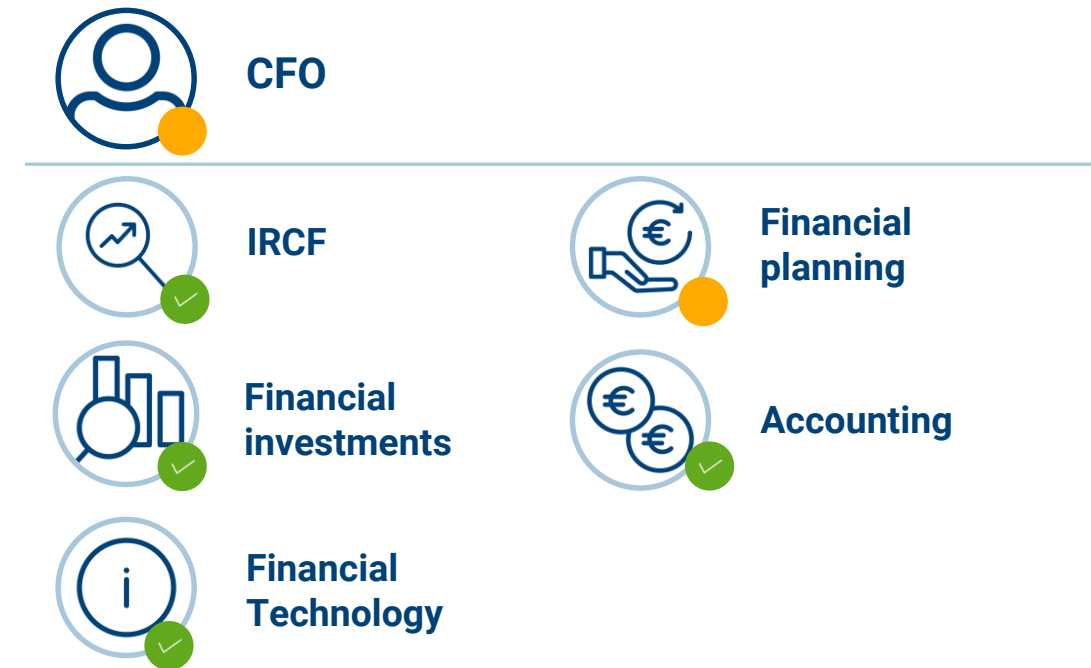 CFO
IRCF
Financial
planning
Financial
investments
Accounting
Financial
Technology